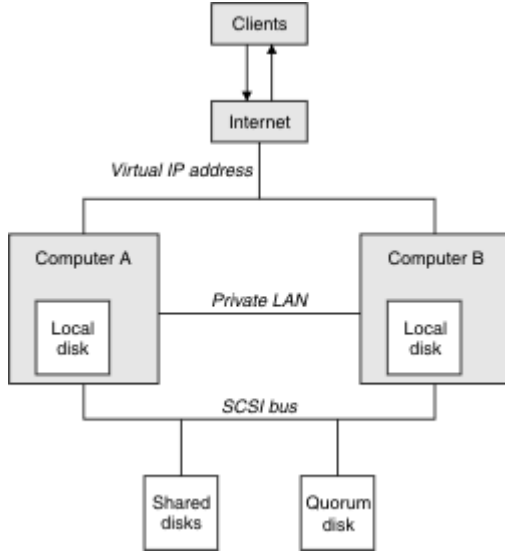 Clients
Internet
Virtual IP address
Computer A
Computer B
Private LAN
Local
disk
Local
disk
SCSI bus
Shared
disks
Quorum
disk